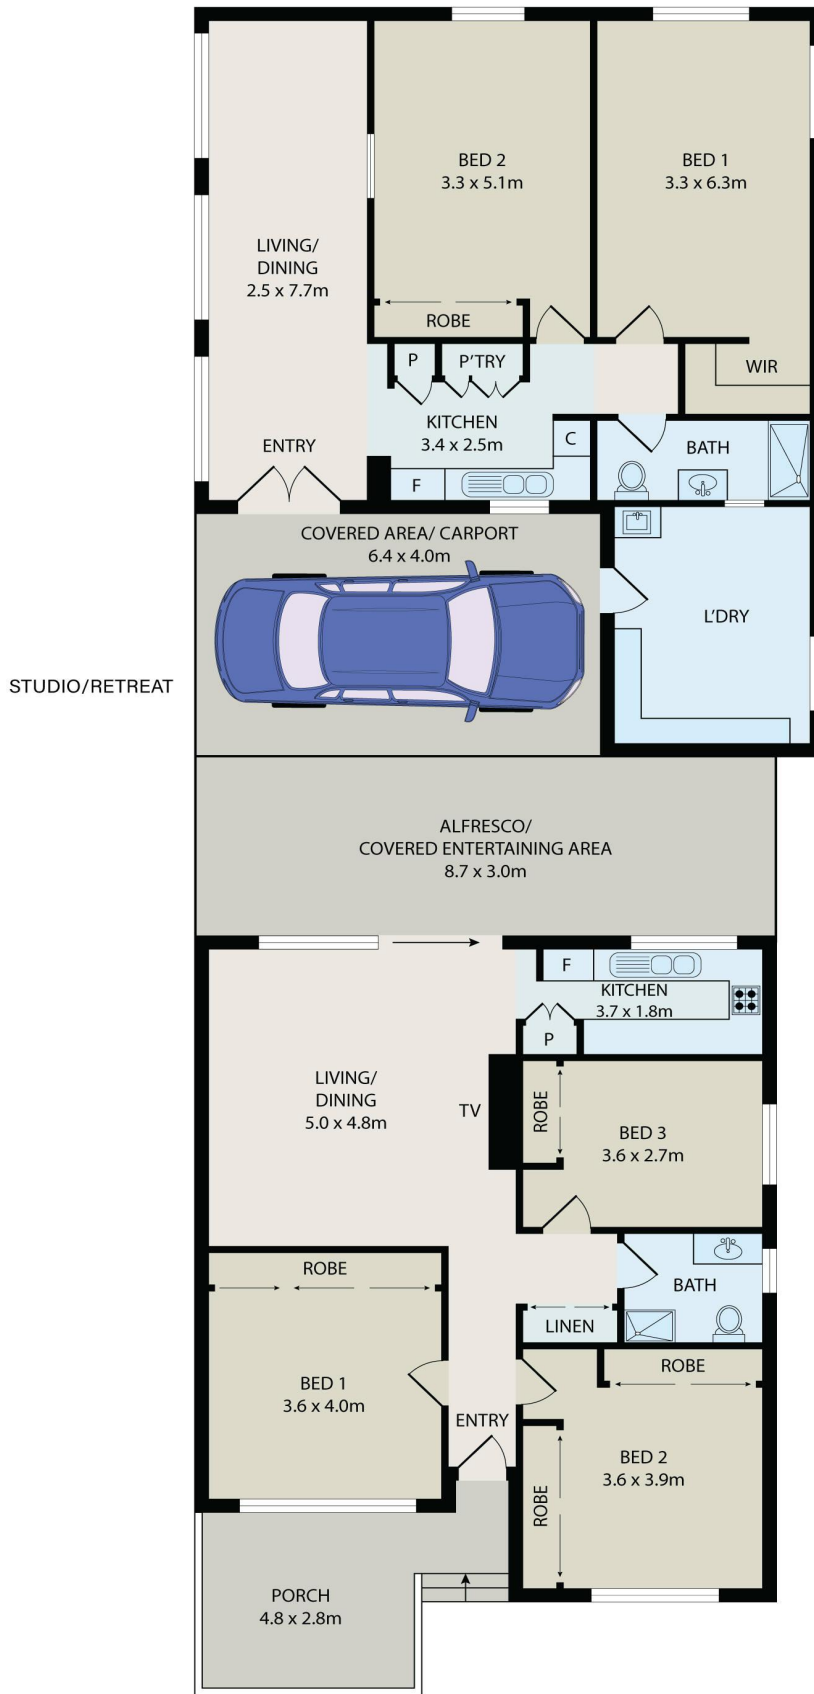 BED 2
3.3 x 5.1m
BED 1
3.3 x 6.3m
LIVING/
DINING
2.5 x 7.7m
ROBE
P
P'TRY
WIR
KITCHEN
3.4 x 2.5m
C
BATH
ENTRY
F
COVERED AREA/ CARPORT
6.4 x 4.0m
L'DRY
STUDIO/RETREAT
ALFRESCO/
COVERED ENTERTAINING AREA
8.7 x 3.0m
F
KITCHEN
3.7 x 1.8m
P
LIVING/
DINING
5.0 x 4.8m
TV
ROBE
BED 3
3.6 x 2.7m
ROBE
BATH
LINEN
BED 1
3.6 x 4.0m
ROBE
ENTRY
BED 2
3.6 x 3.9m
ROBE
PORCH
4.8 x 2.8m